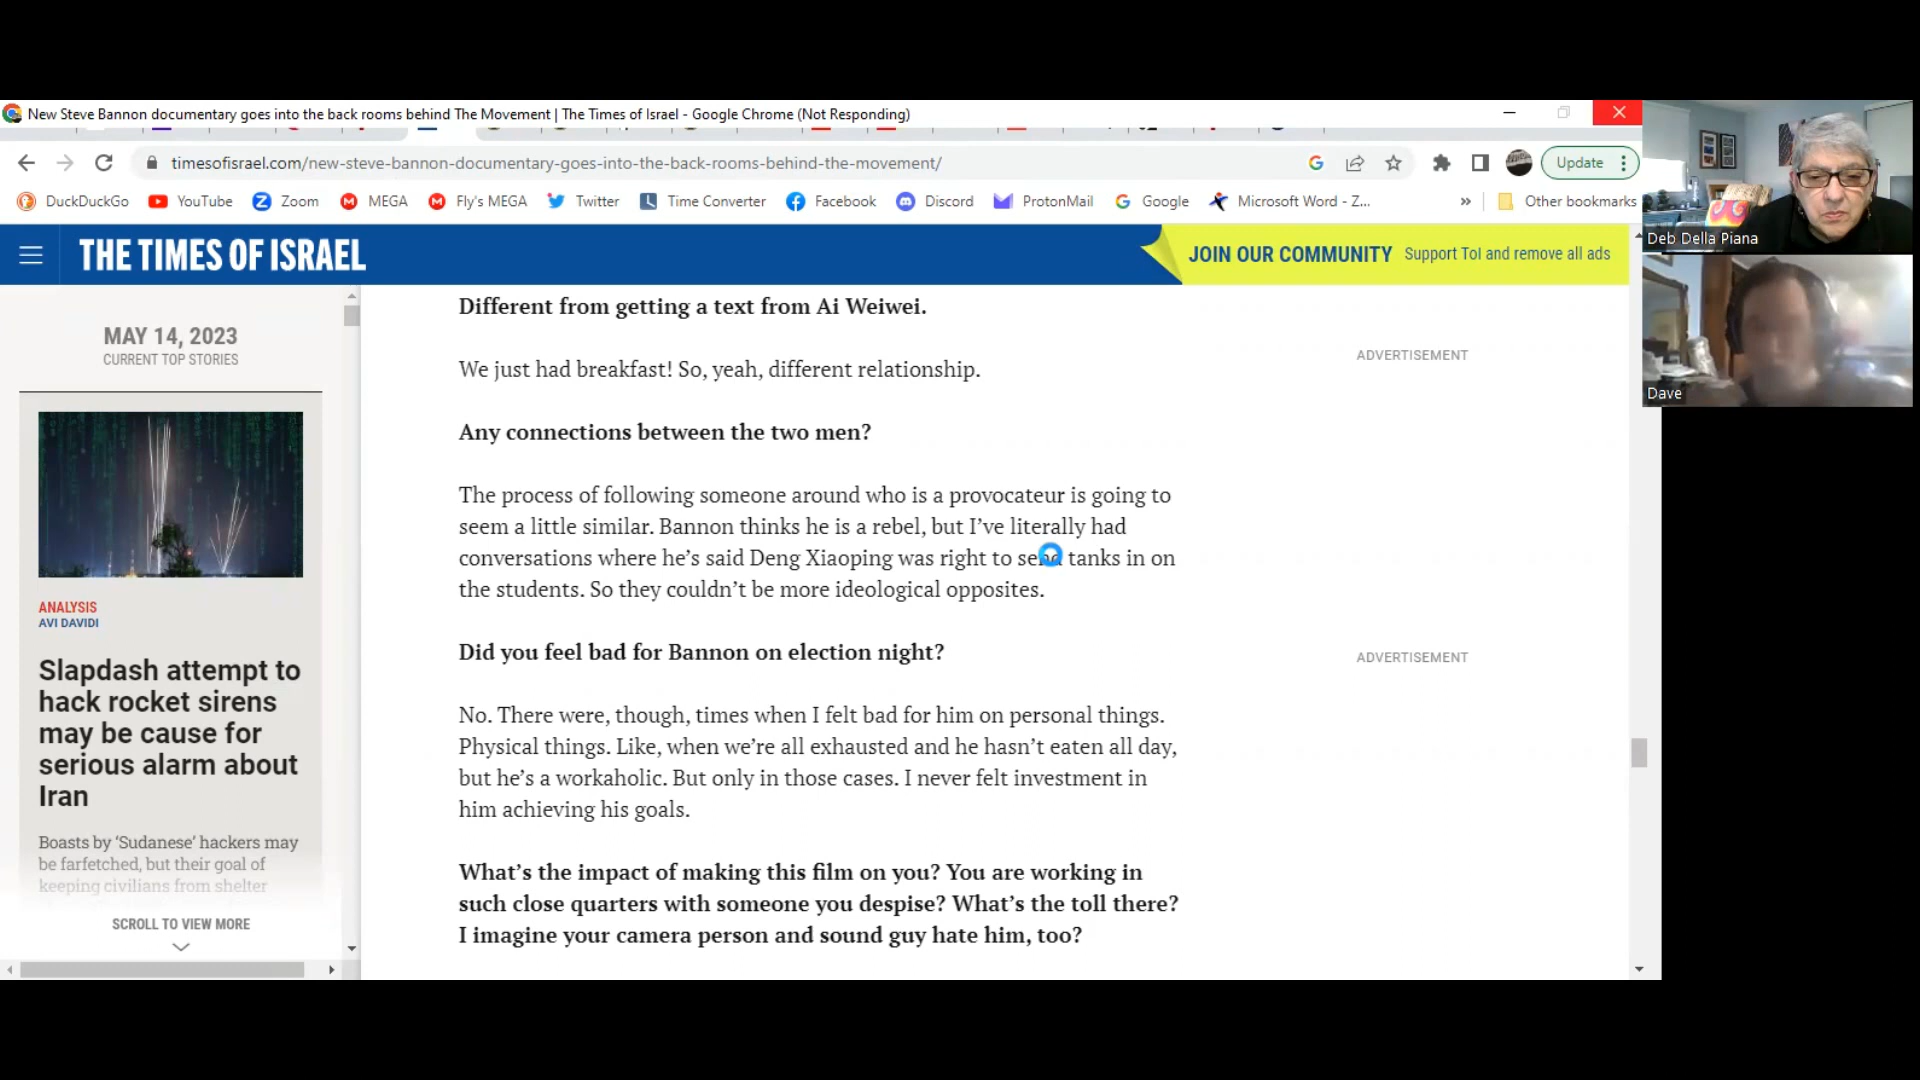 New Steve Bannon documentary goes into the back rooms behind The Movement | The Times of Israel - Google Chrome (Not Responding)
timesofisrael.com/new-steve-bannon-documentary-goes-into-the-back-rooms-behind-the-movement/
Update
DuckDuckGo YouTube Zoom MEGA Fly's MEGA Twitter Time Converter Facebook Discord ProtonMail Google Microsoft Word - Z... » Other bookmarks
Deb Della Piana
Dave
THE TIMES OF ISRAEL
JOIN OUR COMMUNITY Support ToI and remove all ads
MAY 14, 2023
CURRENT TOP STORIES
ANALYSIS
AVI DAVIDI
Slapdash attempt to
hack rocket sirens
may be cause for
serious alarm about
Iran
Boasts by ‘Sudanese’ hackers may
be farfetched, but their goal of
keeping civilians from shelter
SCROLL TO VIEW MORE
Different from getting a text from Ai Weiwei.
We just had breakfast! So, yeah, different relationship.
Any connections between the two men?
The process of following someone around who is a provocateur is going to
seem a little similar. Bannon thinks he is a rebel, but I’ve literally had
conversations where he’s said Deng Xiaoping was right to send tanks in on
the students. So they couldn’t be more ideological opposites.
Did you feel bad for Bannon on election night?
No. There were, though, times when I felt bad for him on personal things.
Physical things. Like, when we’re all exhausted and he hasn’t eaten all day,
but he’s a workaholic. But only in those cases. I never felt investment in
him achieving his goals.
What’s the impact of making this film on you? You are working in
such close quarters with someone you despise? What’s the toll there?
I imagine your camera person and sound guy hate him, too?
ADVERTISEMENT
ADVERTISEMENT